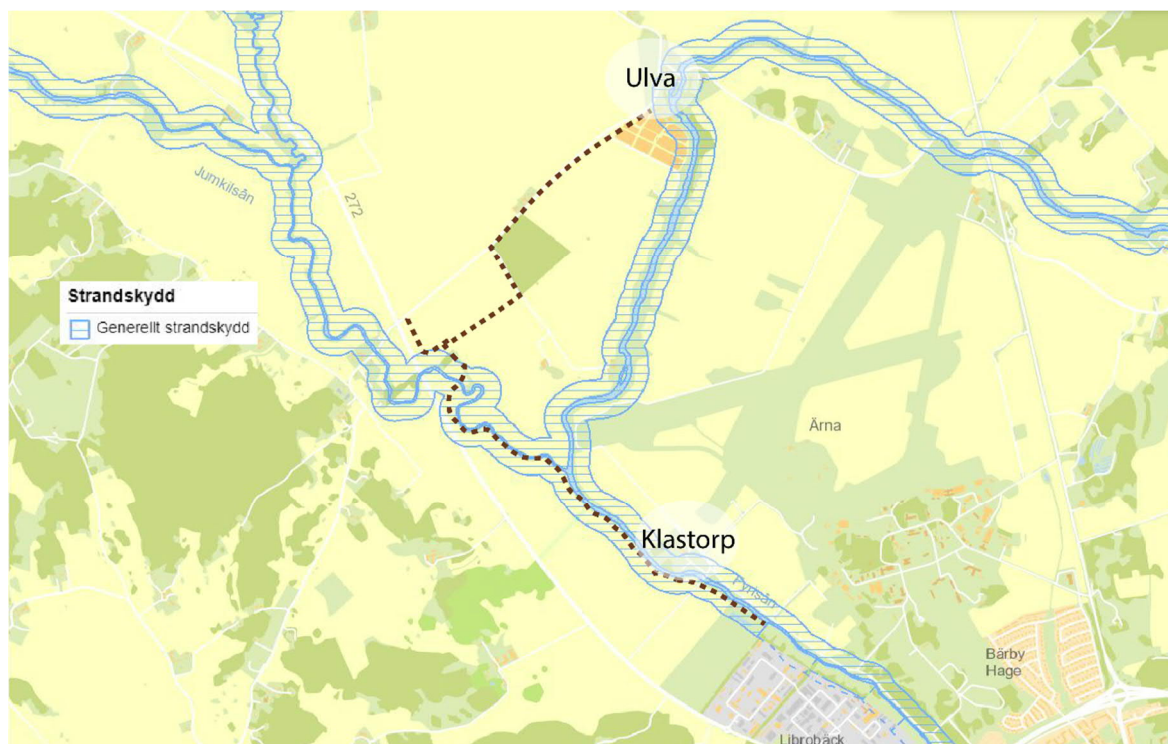 Ulva
Jumkilsån
272
Strandskydd
Generellt strandskydd
Ärna
Klastorp
Fyrisån
Bärby
Hage
Librobäck